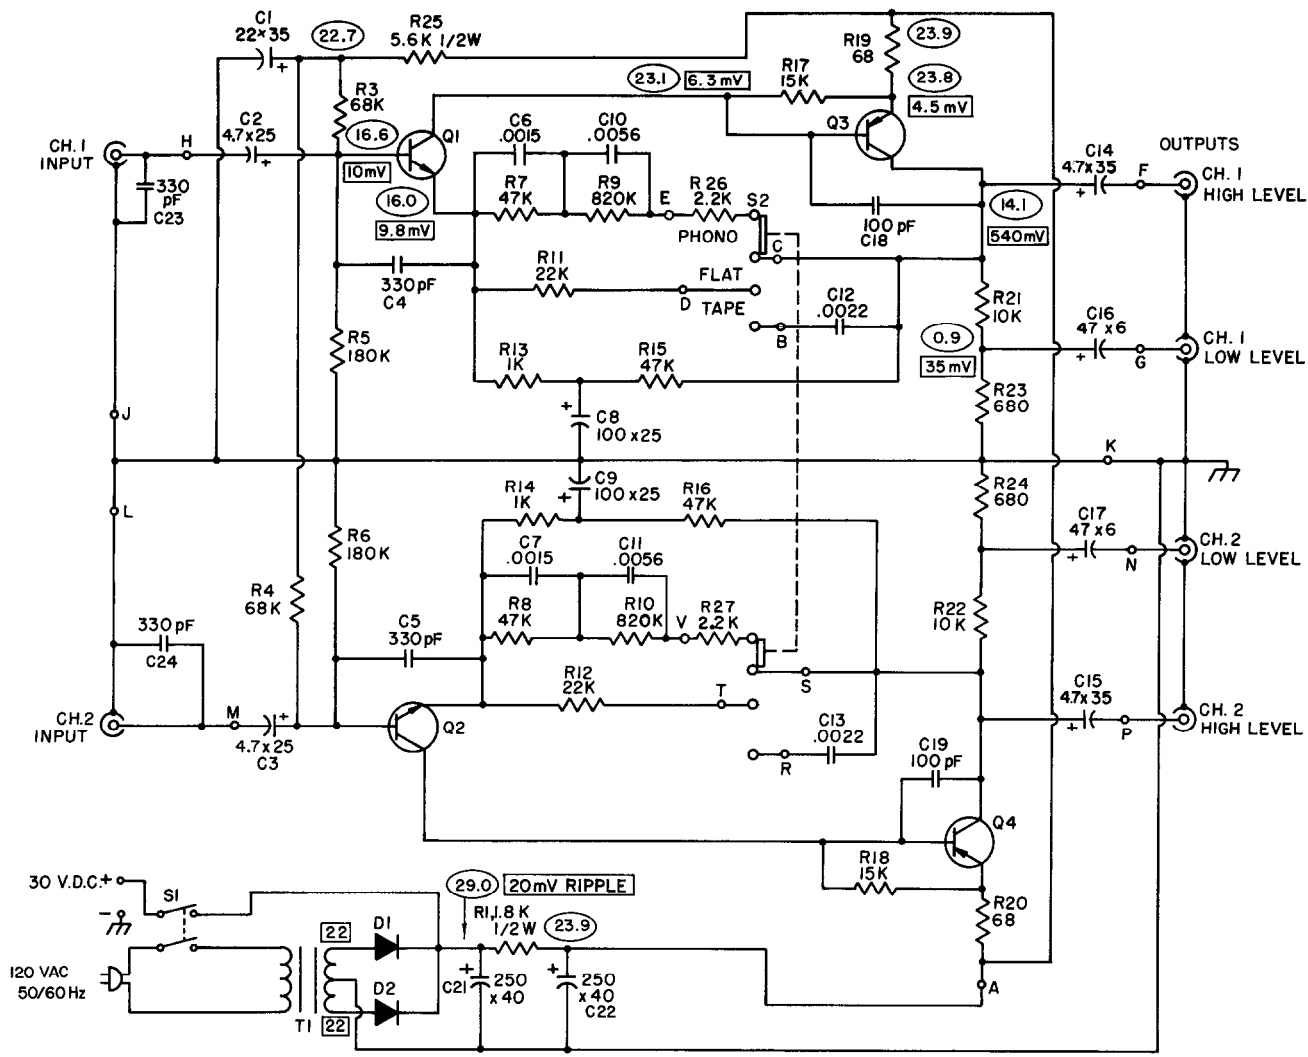 C1
22x35
22.7
R25
5.6K 1/2W
R3
68K
R19
68
23.9
23.8
4.5mV
23.1
6.3mV
R17
15K
Q3
CH.1
INPUT
H
C2
4.7x25
16.6
10mV
Q1
16.0
9.8mV
330
pF
C23
C6
.0015
C10
.0056
R7
47K
R9
820K
E
R26
2.2K
S2
PHONO
C
FLAT
TAPE
D
B
R11
22K
330pF
C4
C12
.0022
100pF
C18
C14
4.7x35
F
OUTPUTS
CH. 1
HIGH LEVEL
14.1
540mV
R21
10K
C16
47x6
G
CH. 1
LOW LEVEL
0.9
35mV
R23
680
R5
180K
R13
1K
R15
47K
C8
100x25
J
K
C9
100x25
R14
1K
R16
47K
R24
680
L
R6
180K
R4
68K
C7
.0015
C11
.0056
R8
47K
R10
820K
V
R27
2.2K
C17
47x6
N
CH.2
LOW LEVEL
R22
10K
C5
330pF
R12
22K
T
S
R
C13
.0022
C15
4.7x35
P
CH. 2
HIGH LEVEL
330pF
C24
CH.2
INPUT
M
4.7x25
C3
Q2
C19
100pF
Q4
R18
15K
R20
68
A
30 V.D.C.+
-
S1
120 VAC
50/60Hz
T1
22
22
D1
D2
29.0
20mV RIPPLE
R1,1.8K
1/2W
23.9
C21
250
x40
250
x40
C22